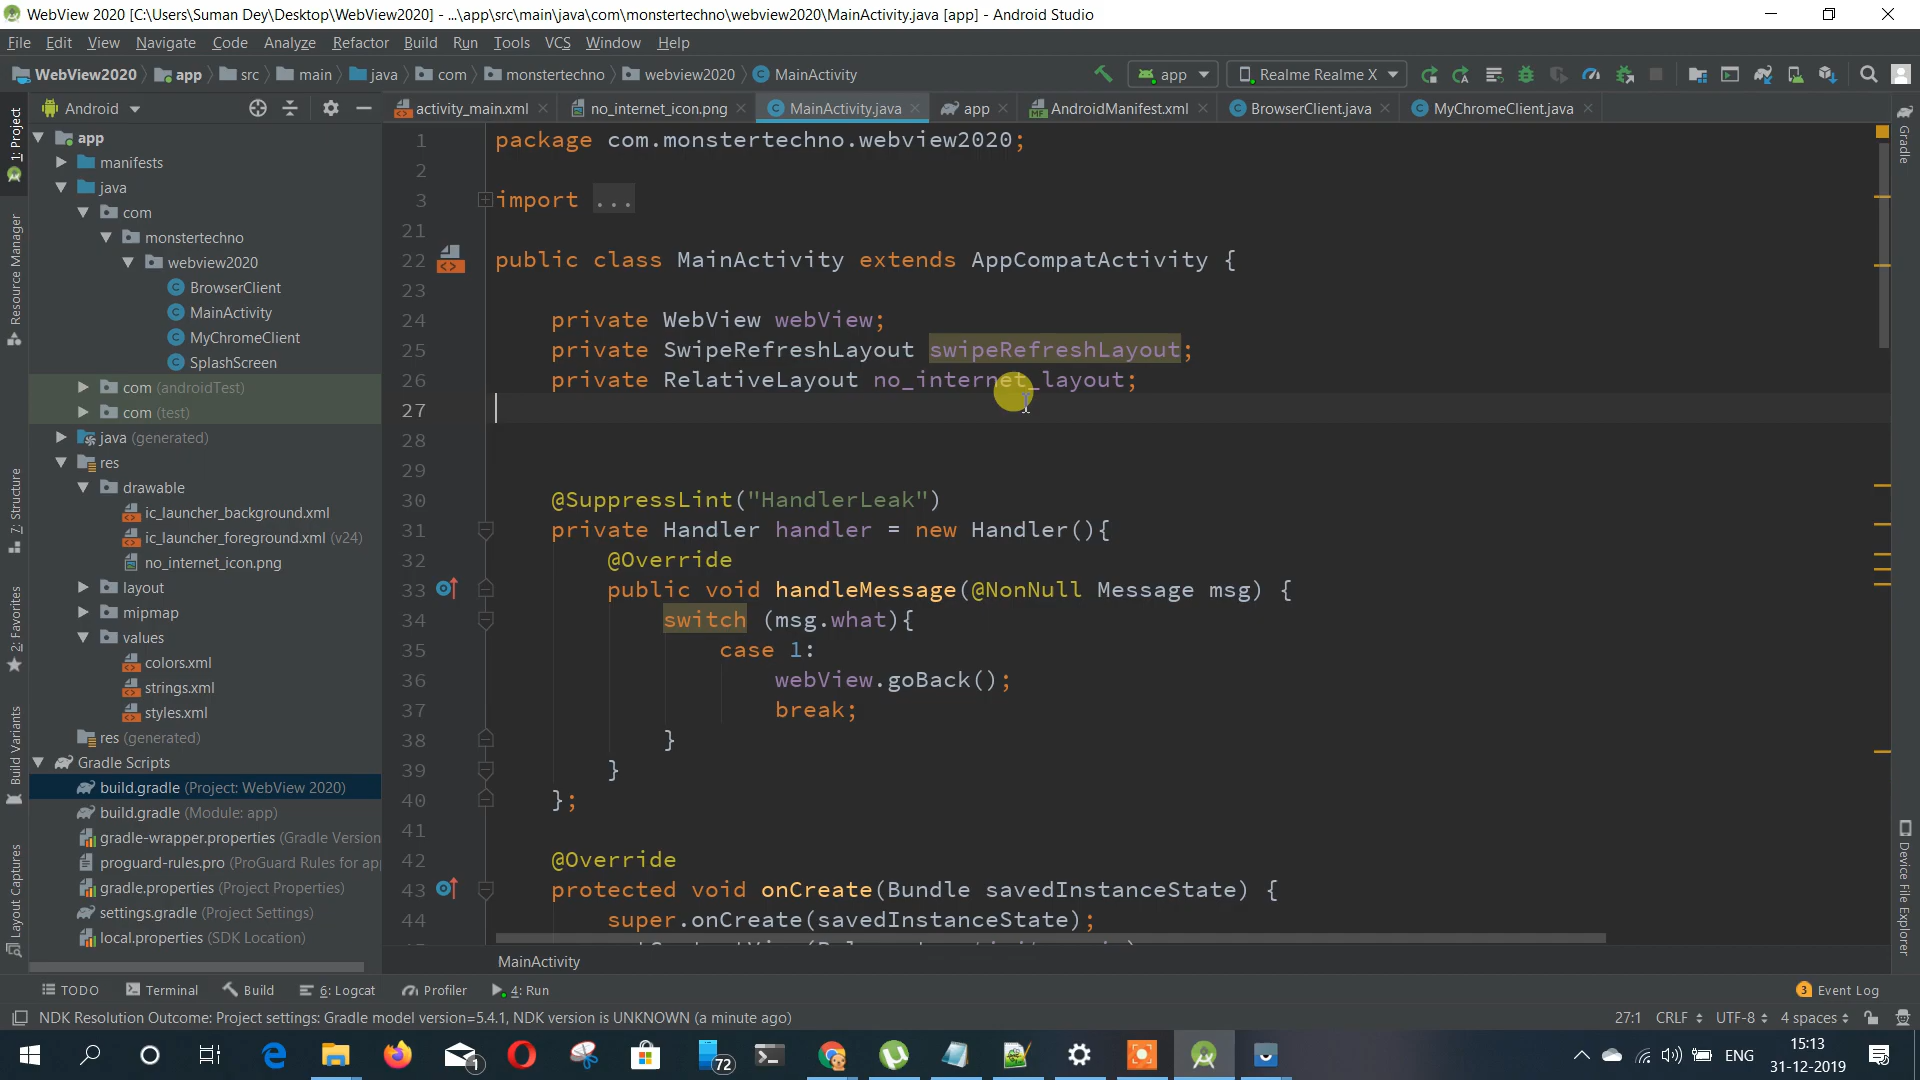 WebView 2020 [C:\Users\Suman Dey\Desktop\WebView2020] - ...\app\src\main\java\com\monstertechno\webview2020\MainActivity.java [app] - Android Studio
File Edit View Navigate Code Analyze Refactor Build Run Tools VCS Window Help
WebView2020 app src main java com monstertechno webview2020 MainActivity app Realme Realme X
Android activity_main.xml no_internet_icon.png MainActivity.java app AndroidManifest.xml BrowserClient.java MyChromeClient.java
1: Project
Resource Manager
7: Structure
2: Favorites
Build Variants
Layout Captures
app
manifests
java
com
monstertechno
webview2020
BrowserClient
MainActivity
MyChromeClient
SplashScreen
com (androidTest)
com (test)
java (generated)
res
drawable
ic_launcher_background.xml
ic_launcher_foreground.xml (v24)
no_internet_icon.png
layout
mipmap
values
colors.xml
strings.xml
styles.xml
res (generated)
Gradle Scripts
build.gradle (Project: WebView 2020)
build.gradle (Module: app)
gradle-wrapper.properties (Gradle Version
proguard-rules.pro (ProGuard Rules for app
gradle.properties (Project Properties)
settings.gradle (Project Settings)
local.properties (SDK Location)
1 package com.monstertechno.webview2020;
2
3 import ...
21
22 public class MainActivity extends AppCompatActivity {
23
24 private WebView webView;
25 private SwipeRefreshLayout swipeRefreshLayout;
26 private RelativeLayout no_internet_layout;
27
28
29
30 @SuppressLint("HandlerLeak")
31 private Handler handler = new Handler(){
32 @Override
33 public void handleMessage(@NonNull Message msg) {
34 switch (msg.what){
35 case 1:
36 webView.goBack();
37 break;
38 }
39 }
40 };
41
42 @Override
43 protected void onCreate(Bundle savedInstanceState) {
44 super.onCreate(savedInstanceState);
MainActivity
Gradle
Device File Explorer
TODO Terminal Build 6: Logcat Profiler 4: Run 3 Event Log
NDK Resolution Outcome: Project settings: Gradle model version=5.4.1, NDK version is UNKNOWN (a minute ago) 27:1 CRLF UTF-8 4 spaces
1 72 ENG 15:13
31-12-2019